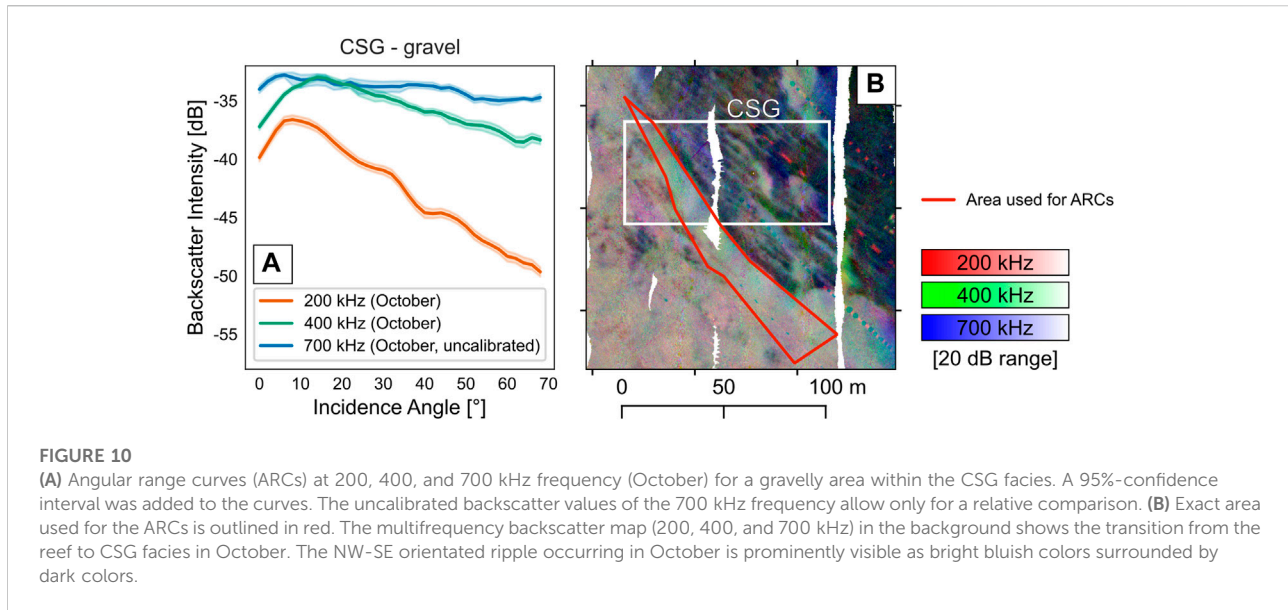 CSG - gravel
Backscatter Intensity [dB]
-35
-40
-45
-50
-55
A
200 kHz (October)
400 kHz (October)
700 kHz (October, uncalibrated)
0 10 20 30 40 50 60 70
Incidence Angle [°]
B
CSG
0 50 100 m
Area used for ARCs
200 kHz
400 kHz
700 kHz
[20 dB range]
FIGURE 10
(A) Angular range curves (ARCs) at 200, 400, and 700 kHz frequency (October) for a gravelly area within the CSG facies. A 95%-confidence
interval was added to the curves. The uncalibrated backscatter values of the 700 kHz frequency allow only for a relative comparison. (B) Exact area
used for the ARCs is outlined in red. The multifrequency backscatter map (200, 400, and 700 kHz) in the background shows the transition from the
reef to CSG facies in October. The NW-SE orientated ripple occurring in October is prominently visible as bright bluish colors surrounded by
dark colors.